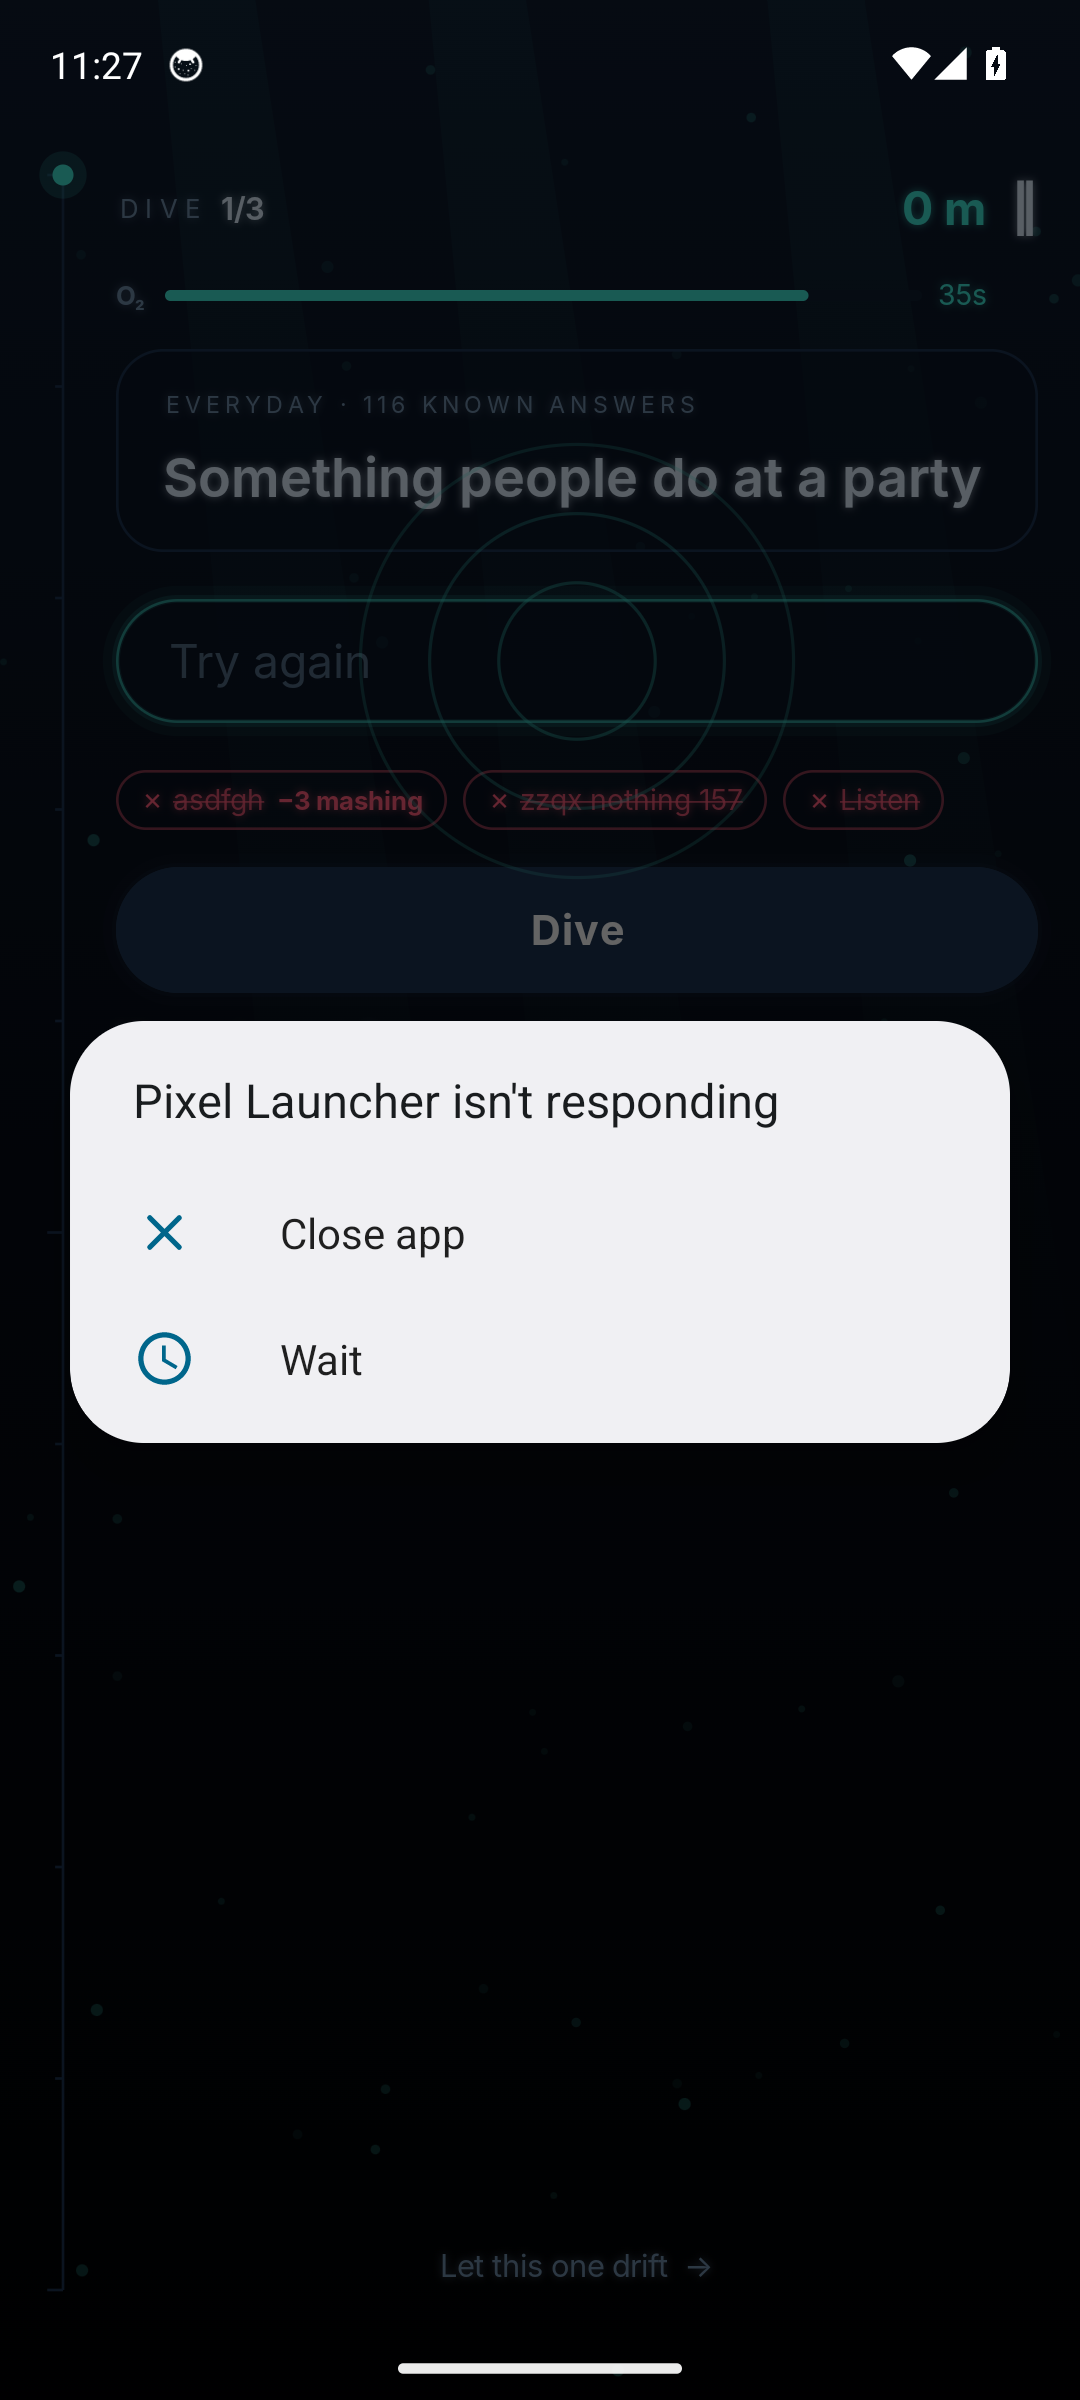 11:27
DIVE 1/3
0 m
O₂
35s
EVERYDAY · 116 KNOWN ANSWERS
Something people do at a party
Try again
× asdfgh −3 mashing × zzqx nothing 157 × Listen
Dive
Pixel Launcher isn't responding
Close app
Wait
Let this one drift →